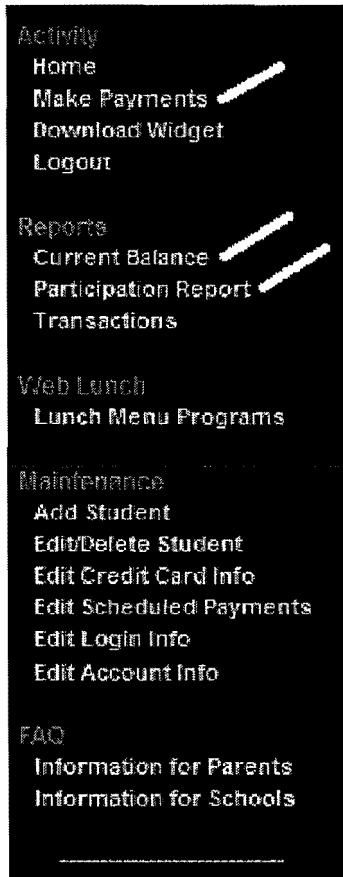 Activity
Home
Make Payments
Download Widget
Logout
Reports
Current Balance
Participation Report
Transactions
Web Lunch
Lunch Menu Programs
Maintenance
Add Student
Edit/Delete Student
Edit Credit Card Info
Edit Scheduled Payments
Edit Login Info
Edit Account Info
FAQ
Information for Parents
Information for Schools